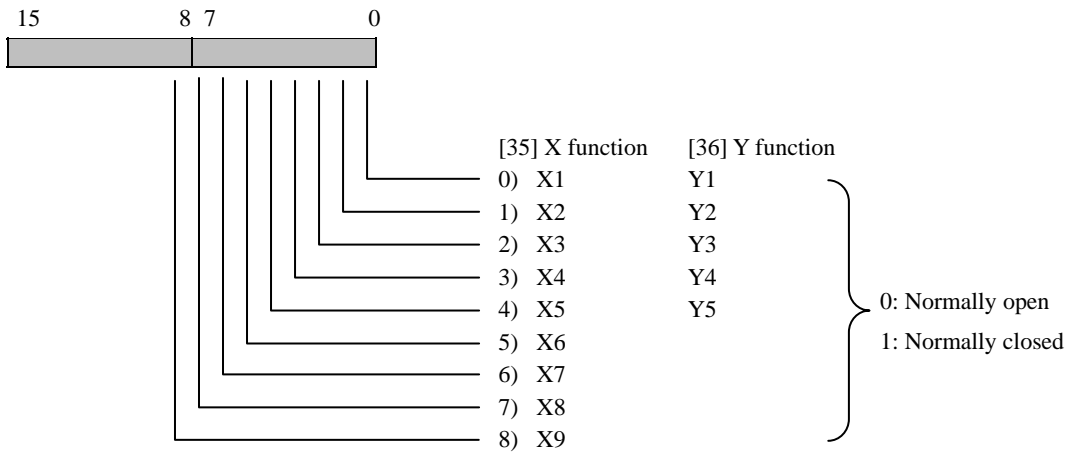 15 8 7 0
[35] X function [36] Y function
0) X1 Y1
1) X2 Y2
2) X3 Y3
3) X4 Y4
4) X5 Y5
5) X6
6) X7
7) X8
8) X9
0: Normally open
1: Normally closed